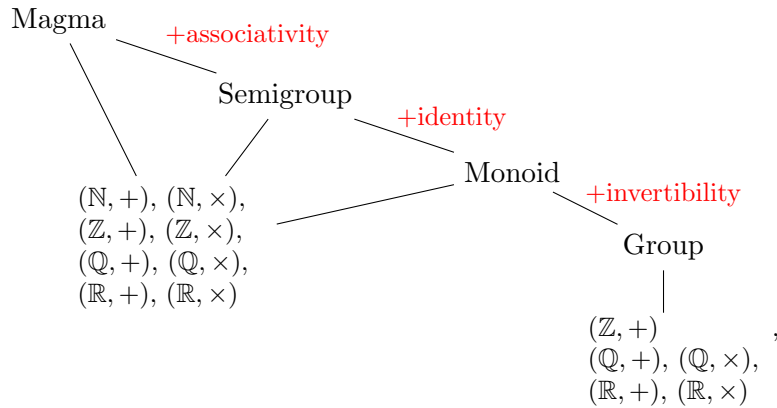 Magma
+associativity
Semigroup
+identity
Monoid
+invertibility
Group
(ℕ, +), (ℕ, ×),
(ℤ, +), (ℤ, ×),
(ℚ, +), (ℚ, ×),
(ℝ, +), (ℝ, ×)
(ℤ, +) ,
(ℚ, +), (ℚ, ×),
(ℝ, +), (ℝ, ×)